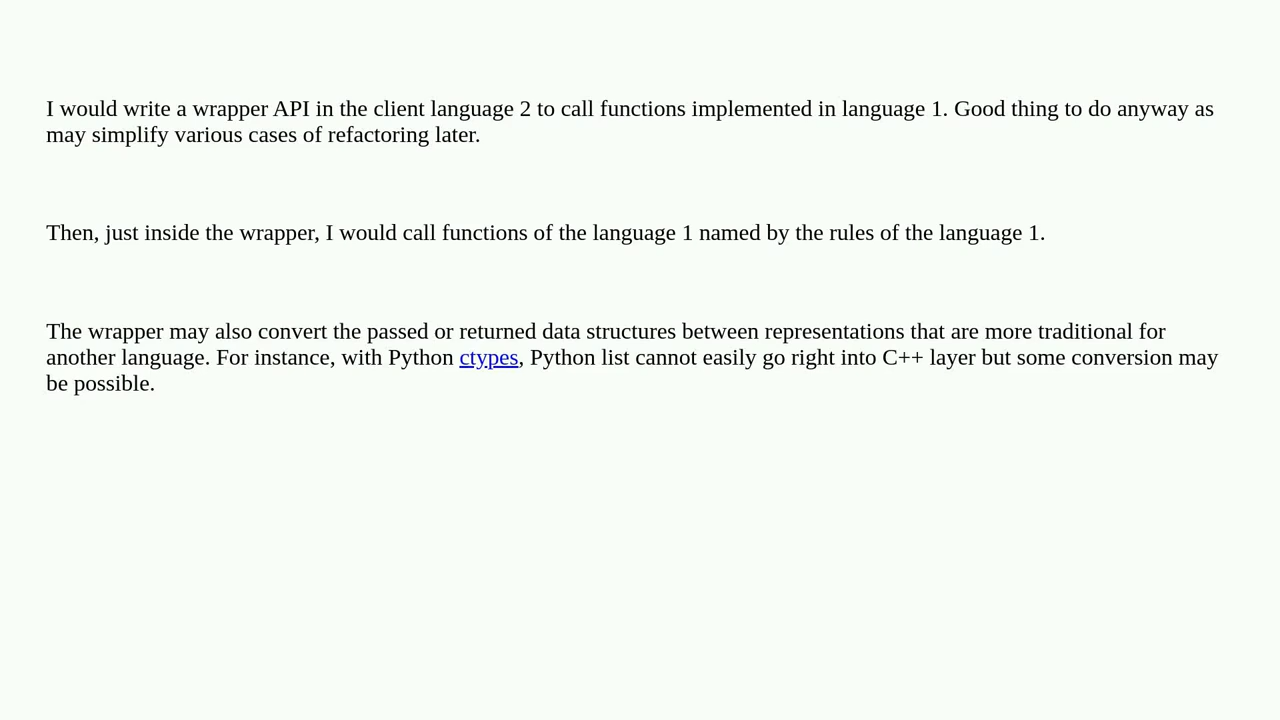 I would write a wrapper API in the client language 2 to call functions implemented in language 1. Good thing to do anyway as
may simplify various cases of refactoring later.
Then, just inside the wrapper, I would call functions of the language 1 named by the rules of the language 1.
The wrapper may also convert the passed or returned data structures between representations that are more traditional for
another language. For instance, with Python ctypes, Python list cannot easily go right into C++ layer but some conversion may
be possible.